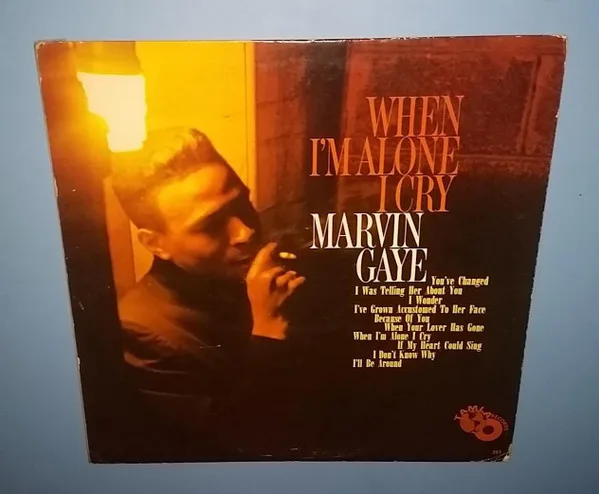 WHEN
I'M ALONE
I CRY
MARVIN
GAYE
You've Changed
I Was Telling Her About You
I Wonder
I've Grown Accustomed To Her Face
Because Of You
When Your Lover Has Gone
When I'm Alone I Cry
If My Heart Could Sing
I Don't Know Why
I'll Be Around
TAMLA RECORDS